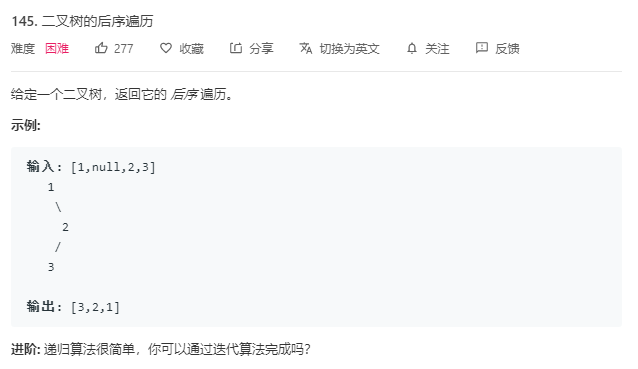 145. 二叉树的后序遍历
难度 困难 277 收藏 分享 切换为英文 关注 反馈
给定一个二叉树，返回它的 后序 遍历。
示例:
输入: [1,null,2,3]
1
\
2
/
3
输出: [3,2,1]
进阶: 递归算法很简单，你可以通过迭代算法完成吗？